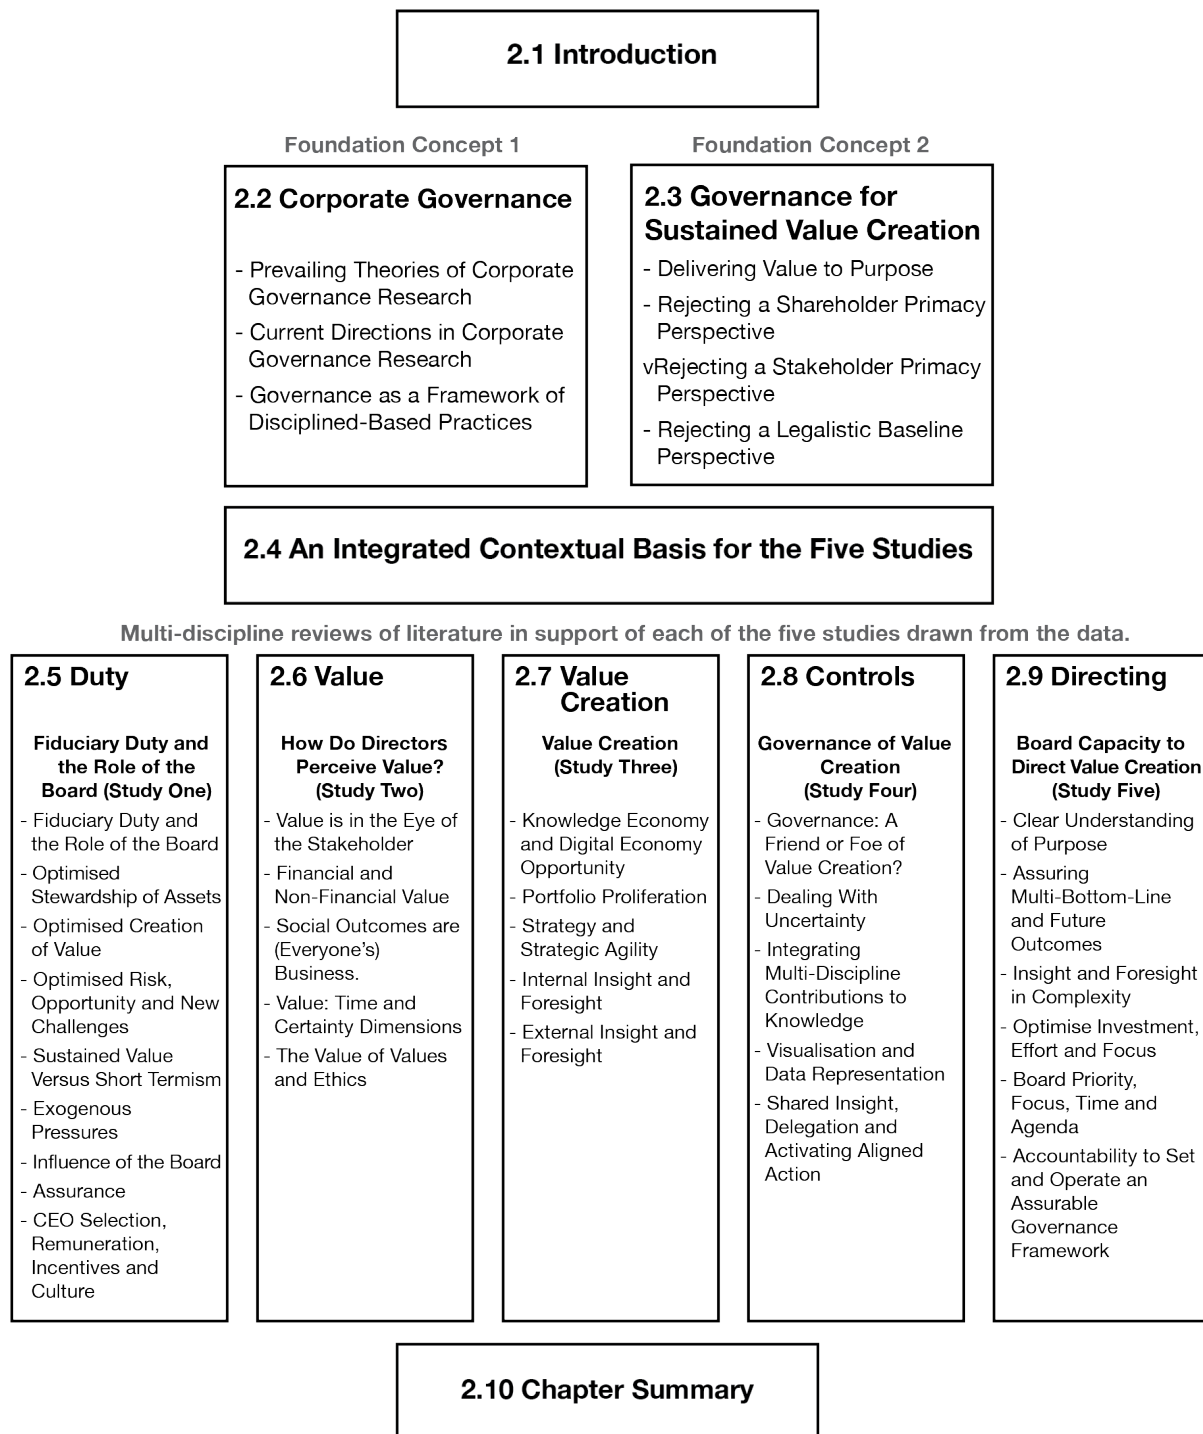 2.1 Introduction
Foundation Concept 1
2.2 Corporate Governance
- Prevailing Theories of Corporate
Governance Research
- Current Directions in Corporate
Governance Research
- Governance as a Framework of
Disciplined-Based Practices
Foundation Concept 2
2.3 Governance for
Sustained Value Creation
- Delivering Value to Purpose
- Rejecting a Shareholder Primacy
Perspective
vRejecting a Stakeholder Primacy
Perspective
- Rejecting a Legalistic Baseline
Perspective
2.4 An Integrated Contextual Basis for the Five Studies
Multi-discipline reviews of literature in support of each of the five studies drawn from the data.
2.5 Duty
Fiduciary Duty and
the Role of the
Board (Study One)
- Fiduciary Duty and
the Role of the Board
- Optimised
Stewardship of Assets
- Optimised Creation
of Value
- Optimised Risk,
Opportunity and New
Challenges
- Sustained Value
Versus Short Termism
- Exogenous
Pressures
- Influence of the Board
- Assurance
- CEO Selection,
Remuneration,
Incentives and
Culture
2.6 Value
How Do Directors
Perceive Value?
(Study Two)
- Value is in the Eye of
the Stakeholder
- Financial and
Non-Financial Value
- Social Outcomes are
(Everyone's)
Business.
- Value: Time and
Certainty Dimensions
- The Value of Values
and Ethics
2.7 Value
Creation
Value Creation
(Study Three)
- Knowledge Economy
and Digital Economy
Opportunity
- Portfolio Proliferation
- Strategy and
Strategic Agility
- Internal Insight and
Foresight
- External Insight and
Foresight
2.8 Controls
Governance of Value
Creation
(Study Four)
- Governance: A
Friend or Foe of
Value Creation?
- Dealing With
Uncertainty
- Integrating
Multi-Discipline
Contributions to
Knowledge
- Visualisation and
Data Representation
- Shared Insight,
Delegation and
Activating Aligned
Action
2.9 Directing
Board Capacity to
Direct Value Creation
(Study Five)
- Clear Understanding
of Purpose
- Assuring
Multi-Bottom-Line
and Future
Outcomes
- Insight and Foresight
in Complexity
- Optimise Investment,
Effort and Focus
- Board Priority,
Focus, Time and
Agenda
- Accountability to Set
and Operate an
Assurable
Governance
Framework
2.10 Chapter Summary